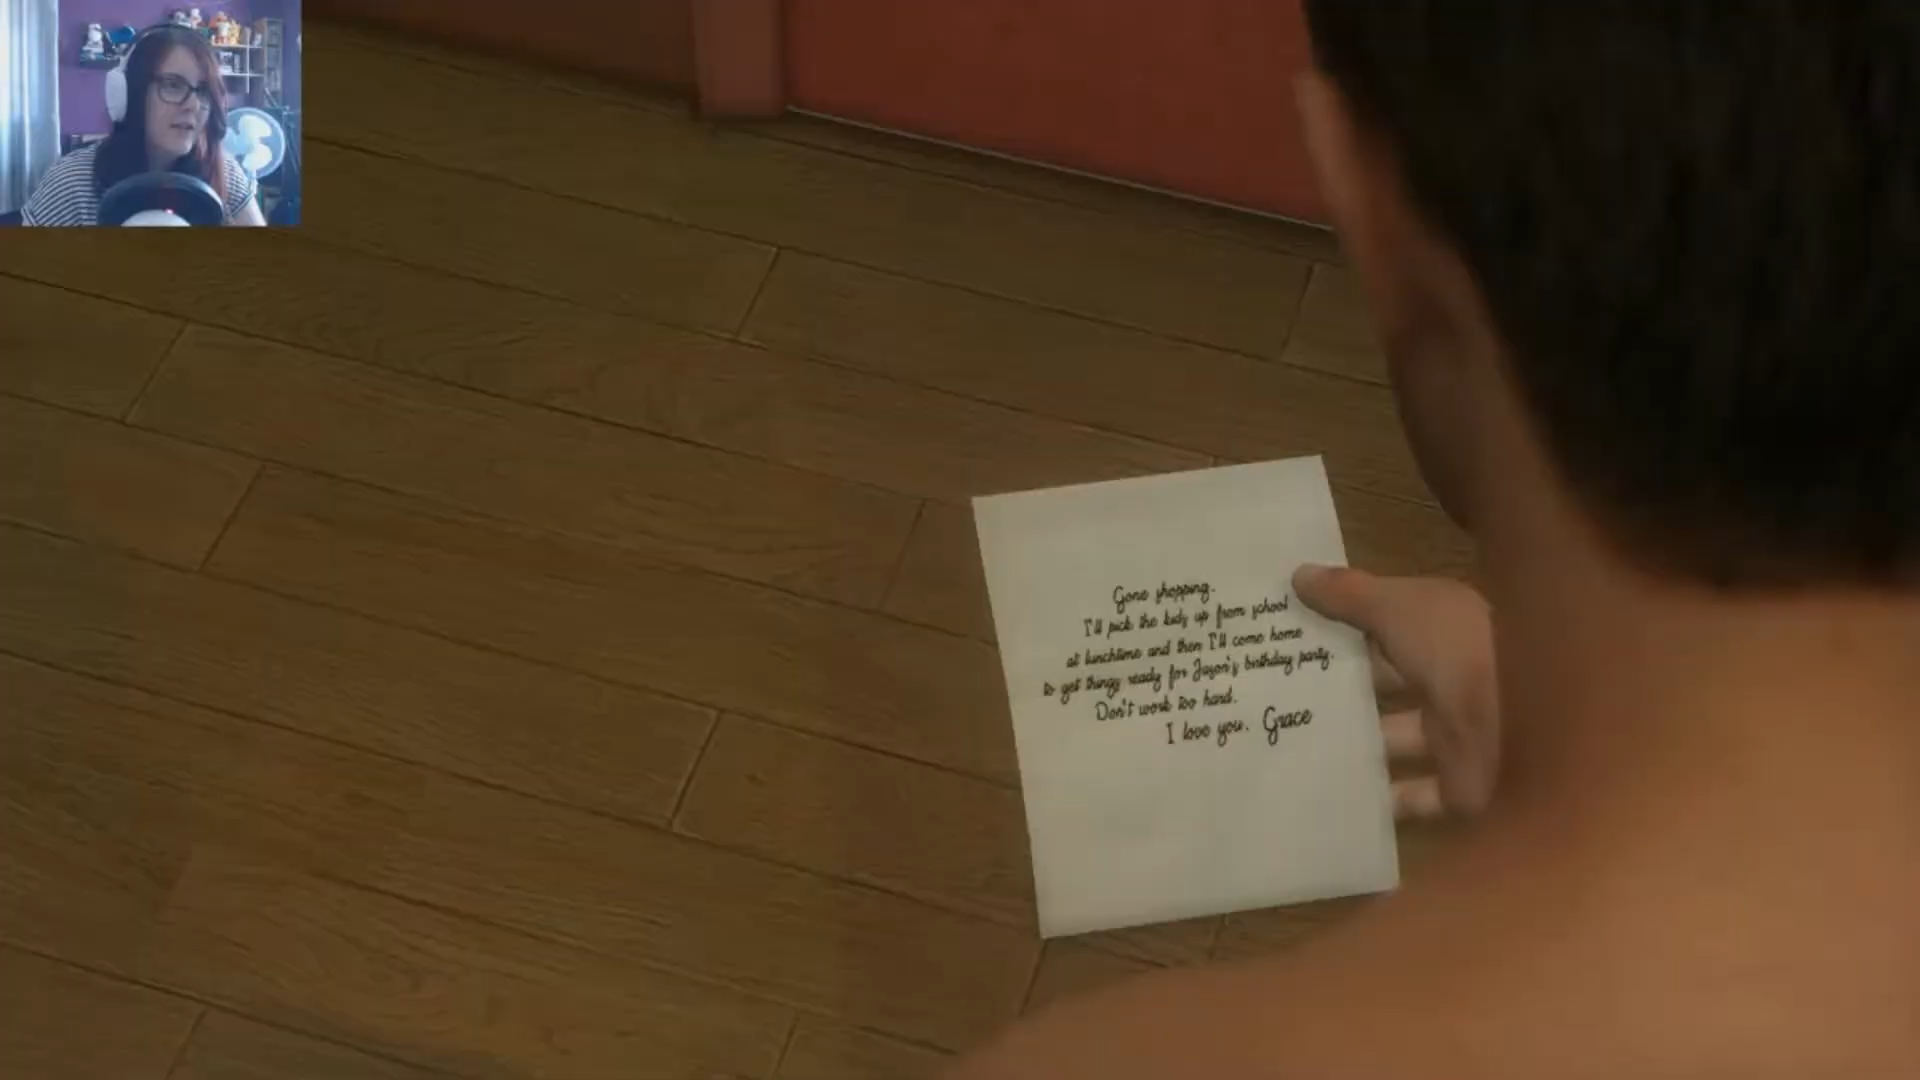 Gone shopping.
I'll pick the kids up from school
at lunchtime and then I'll come home
to get things ready for Jason's birthday party.
Don't work too hard.
I love you. Grace